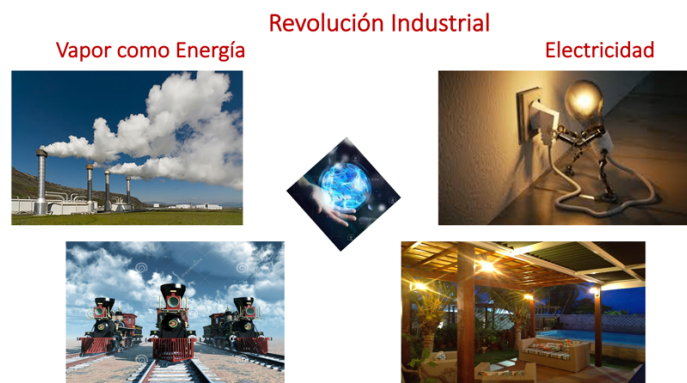 Revolución Industrial
Vapor como Energía
Electricidad